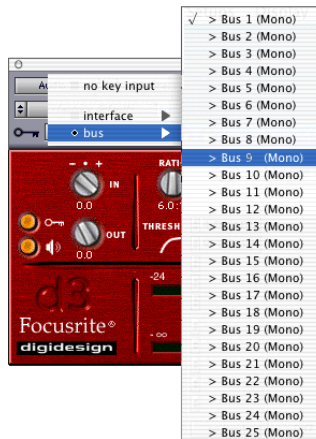 Au
no key input
interface
bus
√ > Bus 1 (Mono)
> Bus 2 (Mono)
> Bus 3 (Mono)
> Bus 4 (Mono)
> Bus 5 (Mono)
> Bus 6 (Mono)
> Bus 7 (Mono)
> Bus 8 (Mono)
> Bus 9 (Mono)
> Bus 10 (Mono)
> Bus 11 (Mono)
> Bus 12 (Mono)
> Bus 13 (Mono)
> Bus 14 (Mono)
> Bus 15 (Mono)
> Bus 16 (Mono)
> Bus 17 (Mono)
> Bus 18 (Mono)
> Bus 19 (Mono)
> Bus 20 (Mono)
> Bus 21 (Mono)
> Bus 22 (Mono)
> Bus 23 (Mono)
> Bus 24 (Mono)
> Bus 25 (Mono)
- • +
IN
0.0
RATI
6.0:
OUT
0.0
THRESH
d3
-24
- ∞
Focusrite®
digidesign